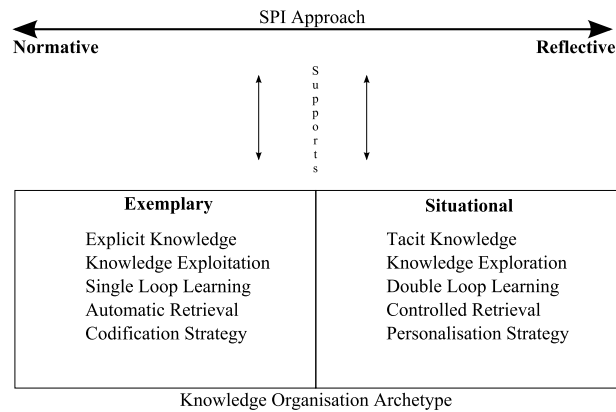 SPI Approach
Normative Reflective
Supports
Exemplary Situational
Explicit Knowledge Tacit Knowledge
Knowledge Exploitation Knowledge Exploration
Single Loop Learning Double Loop Learning
Automatic Retrieval Controlled Retrieval
Codification Strategy Personalisation Strategy
Knowledge Organisation Archetype